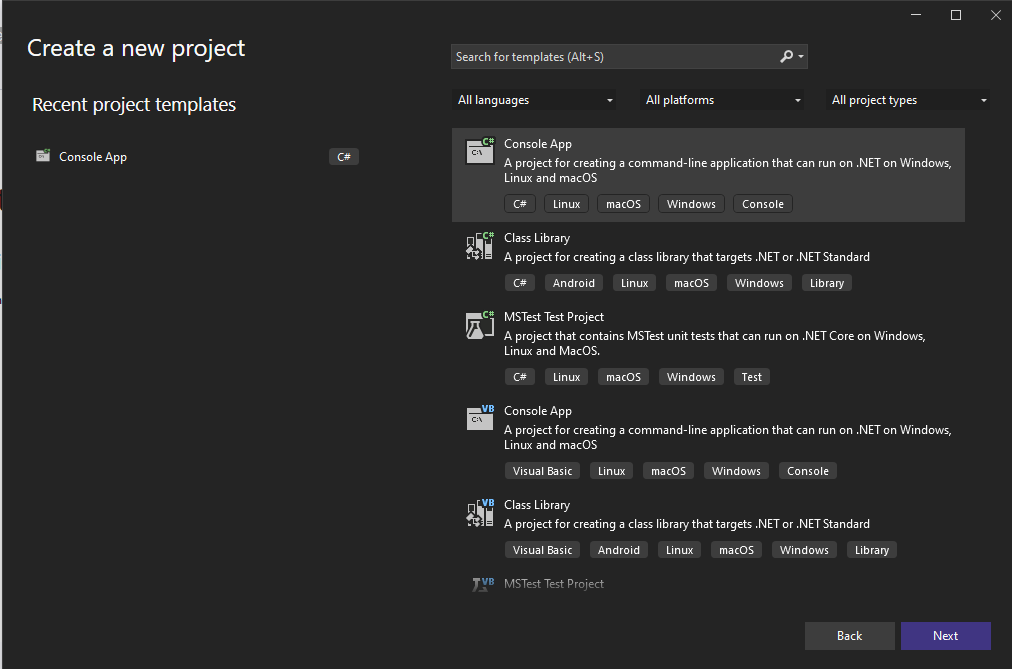 Create a new project
Recent project templates
Console App
C#
Search for templates (Alt+S)
All languages
All platforms
All project types
C#
C:\
Console App
A project for creating a command-line application that can run on .NET on Windows,
Linux and macOS
C# Linux macOS Windows Console
C#
Class Library
A project for creating a class library that targets .NET or .NET Standard
C# Android Linux macOS Windows Library
C#
MSTest Test Project
A project that contains MSTest unit tests that can run on .NET Core on Windows,
Linux and MacOS.
C# Linux macOS Windows Test
VB
C:\
Console App
A project for creating a command-line application that can run on .NET on Windows,
Linux and macOS
Visual Basic Linux macOS Windows Console
VB
Class Library
A project for creating a class library that targets .NET or .NET Standard
Visual Basic Android Linux macOS Windows Library
VB
MSTest Test Project
Back
Next